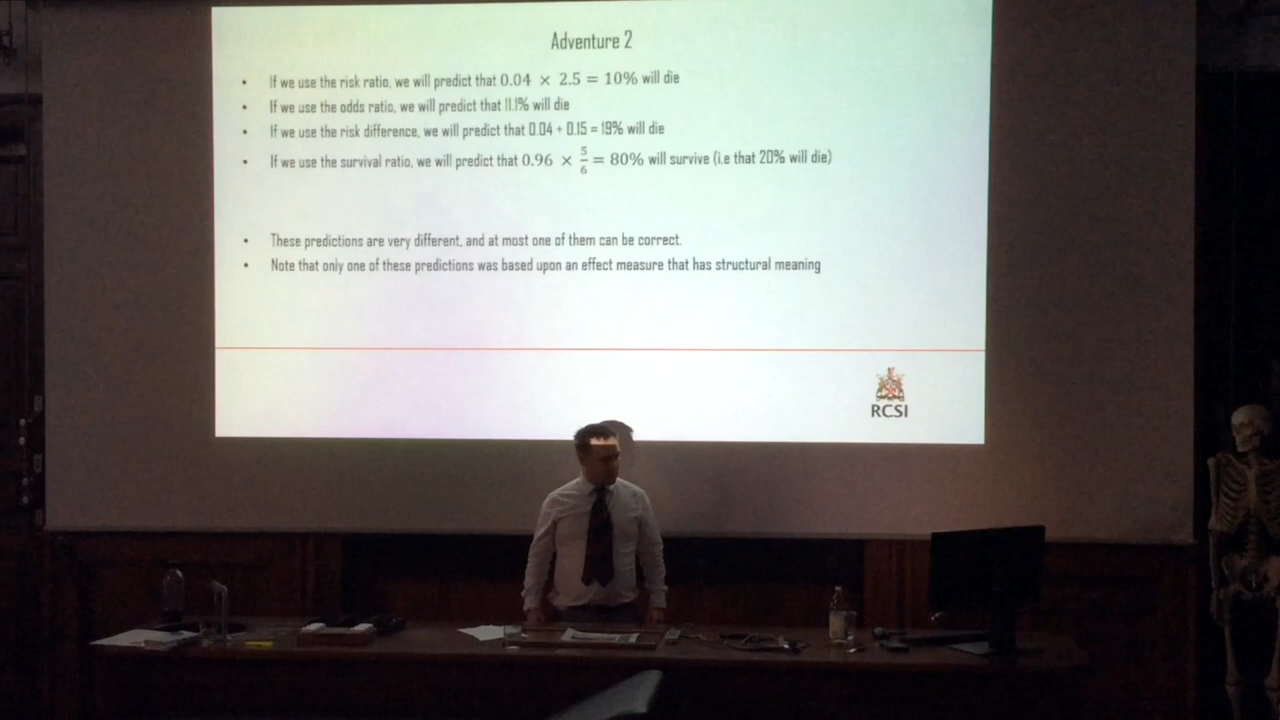 Adventure 2
• If we use the risk ratio, we will predict that 0.04 × 2.5 = 10% will die
• If we use the odds ratio, we will predict that 11.1% will die
• If we use the risk difference, we will predict that 0.04 + 0.15 = 19% will die
• If we use the survival ratio, we will predict that 0.96 × 5/6 = 80% will survive (i.e that 20% will die)
• These predictions are very different, and at most one of them can be correct.
• Note that only one of these predictions was based upon an effect measure that has structural meaning
RCSI